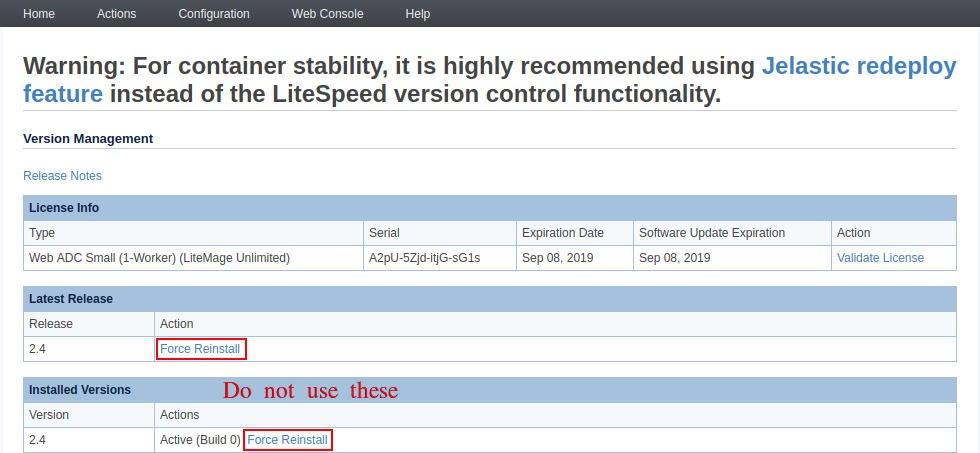 Home Actions Configuration Web Console Help
Warning: For container stability, it is highly recommended using Jelastic redeploy
feature instead of the LiteSpeed version control functionality.
Version Management
Release Notes
License Info
Type Serial Expiration Date Software Update Expiration Action
Web ADC Small (1-Worker) (LiteMage Unlimited) A2pU-5Zjd-itjG-sG1s Sep 08, 2019 Sep 08, 2019 Validate License
Latest Release
Release Action
2.4 Force Reinstall
Installed Versions Do not use these
Version Actions
2.4 Active (Build 0) Force Reinstall